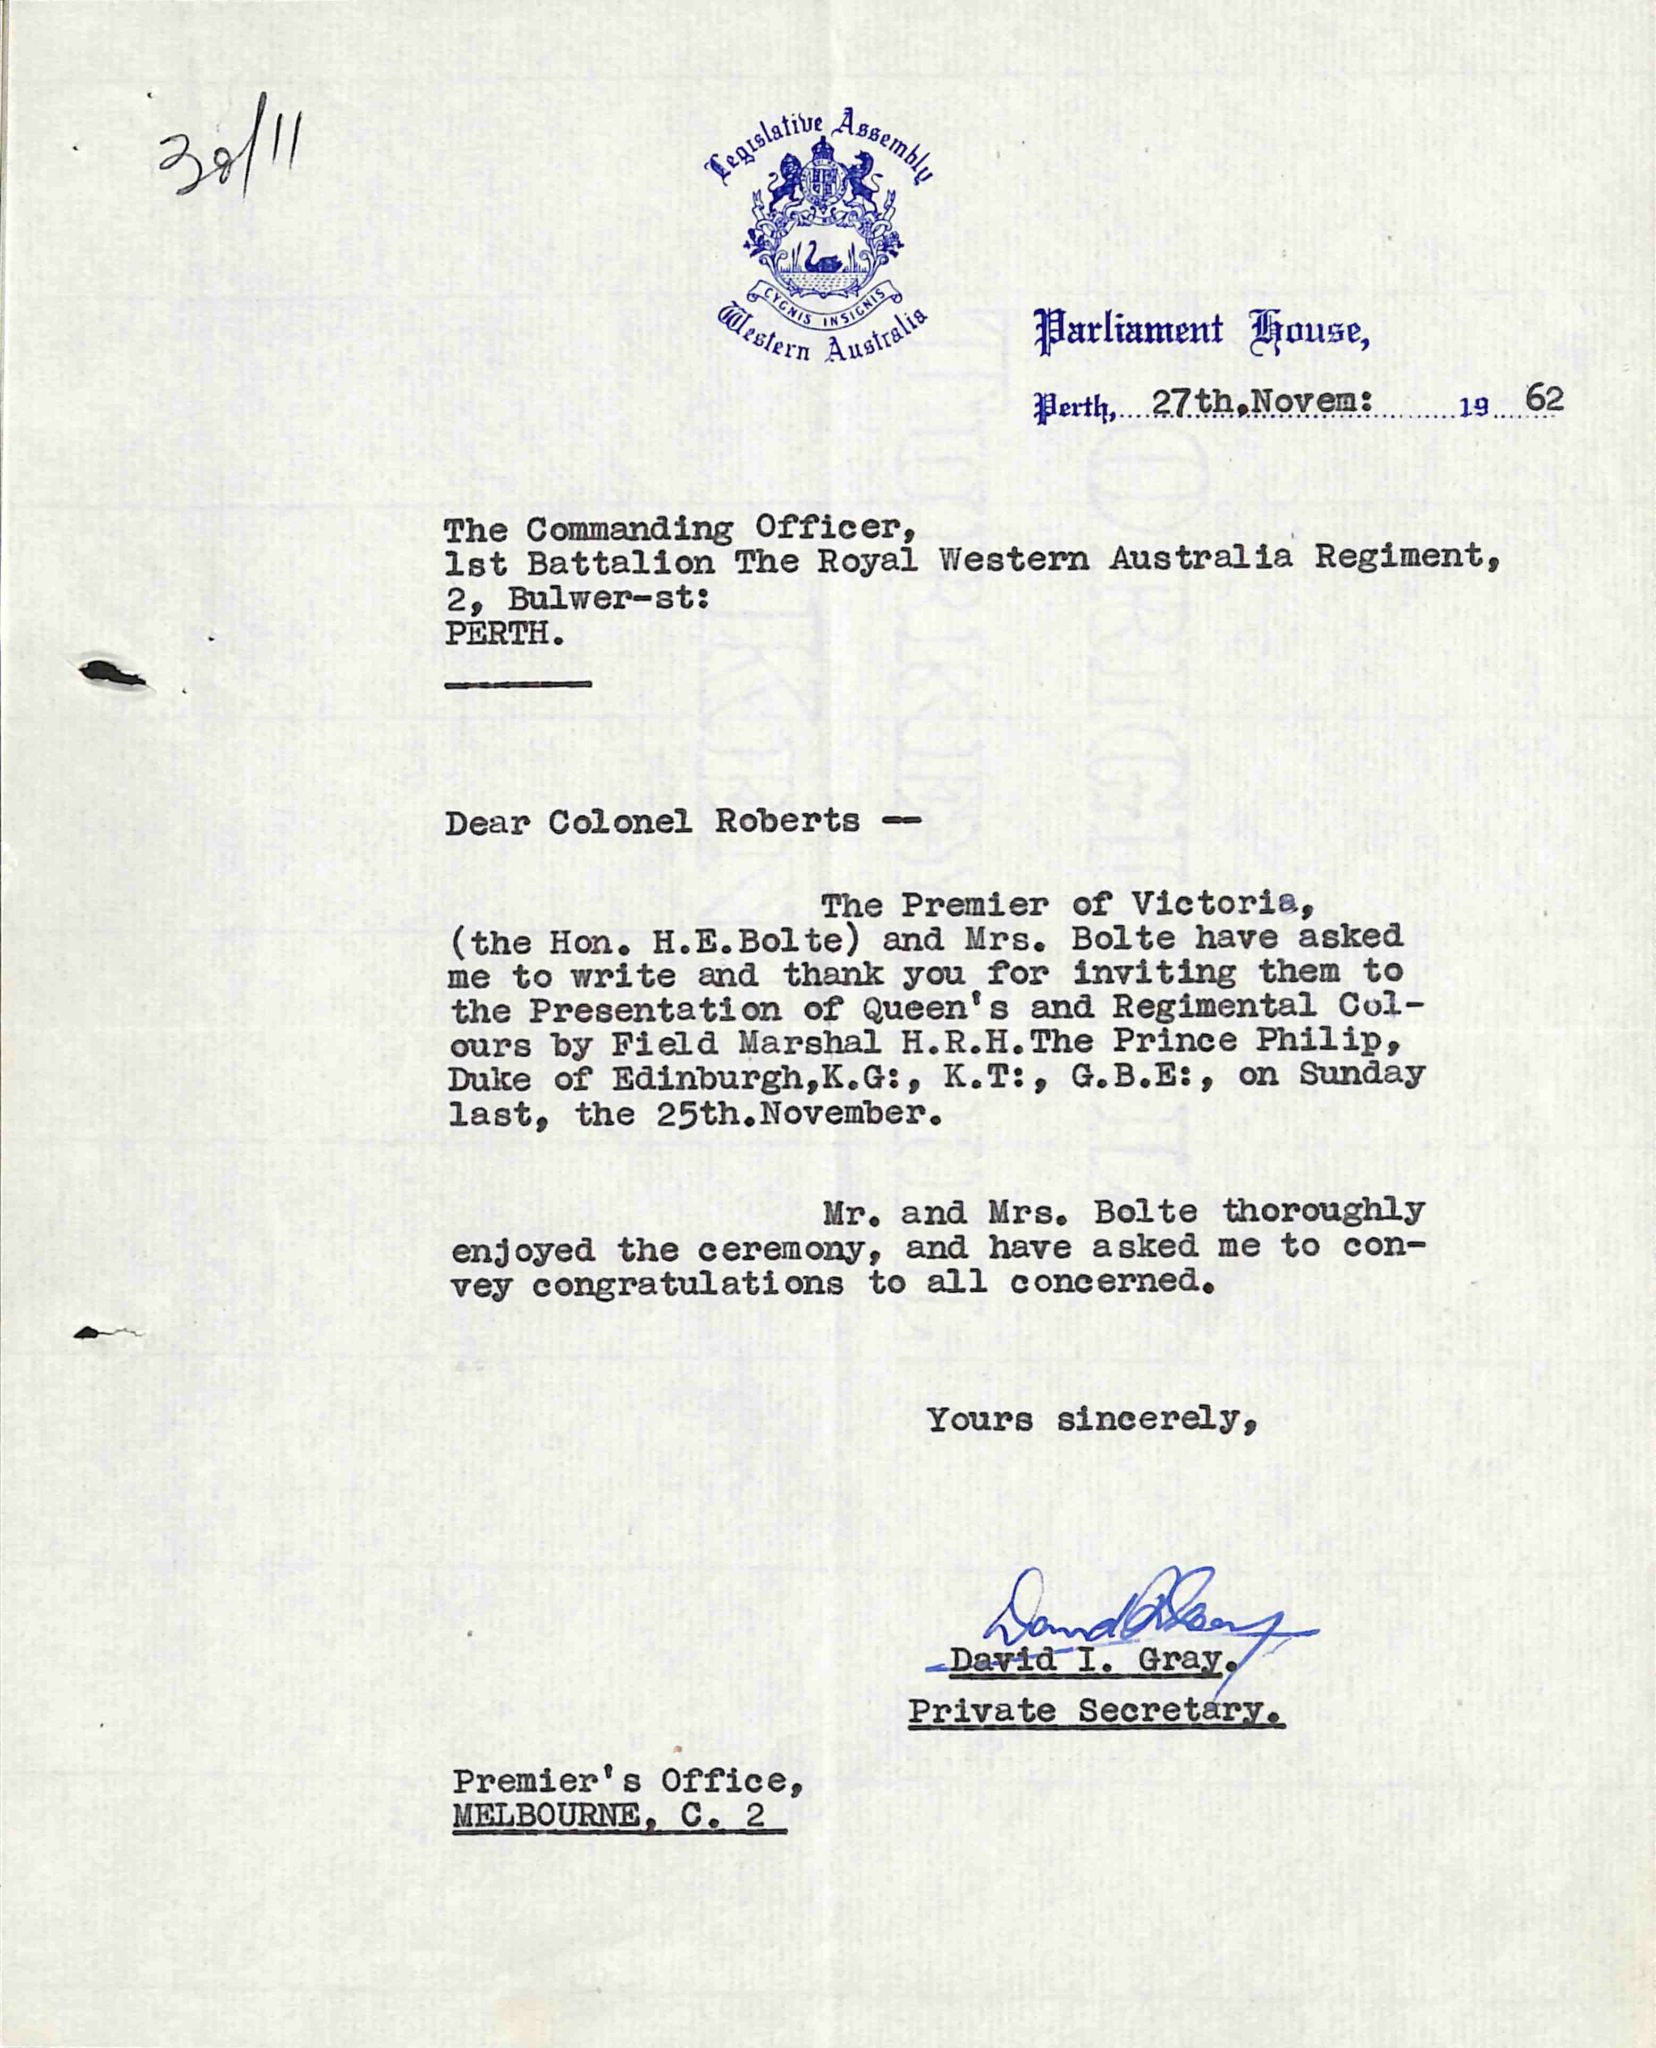 30/11
Legislative Assembly
CYGNIS INSIGNIS
Western Australia
Parliament House,
Perth, 27th.Novem: 19 62
The Commanding Officer,
1st Battalion The Royal Western Australia Regiment,
2, Bulwer-st:
PERTH.
Dear Colonel Roberts --
The Premier of Victoria,
(the Hon. H.E.Bolte) and Mrs. Bolte have asked
me to write and thank you for inviting them to
the Presentation of Queen's and Regimental Col-
ours by Field Marshal H.R.H.The Prince Philip,
Duke of Edinburgh,K.G:, K.T:, G.B.E:, on Sunday
last, the 25th.November.
Mr. and Mrs. Bolte thoroughly
enjoyed the ceremony, and have asked me to con-
vey congratulations to all concerned.
Yours sincerely,
David I Gray
David I. Gray.
Private Secretary.
Premier's Office,
MELBOURNE, C. 2